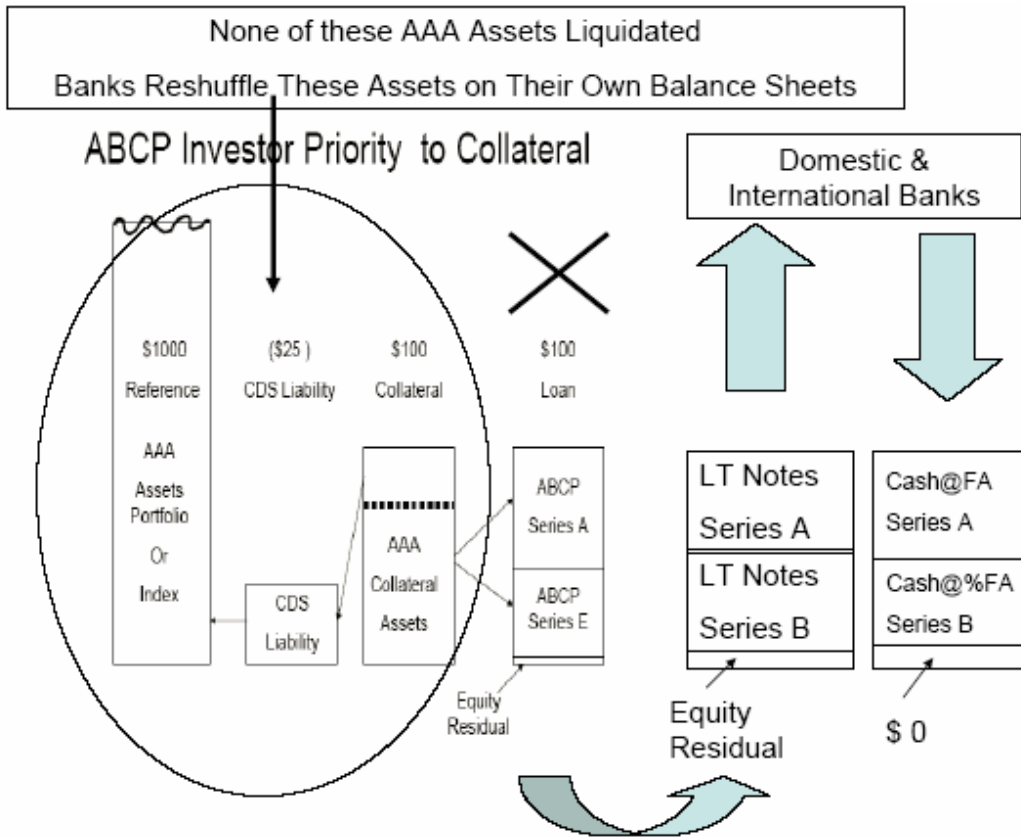 None of these AAA Assets Liquidated
Banks Reshuffle These Assets on Their Own Balance Sheets
ABCP Investor Priority to Collateral
Domestic &
International Banks
$1000
Reference
($25 )
CDS Liability
$100
Collateral
$100
Loan
AAA
Assets
Portfolio
Or
Index
CDS
Liability
AAA
Collateral
Assets
ABCP
Series A
ABCP
Series E
Equity
Residual
LT Notes
Series A
LT Notes
Series B
Equity
Residual
Cash@FA
Series A
Cash@%FA
Series B
$ 0